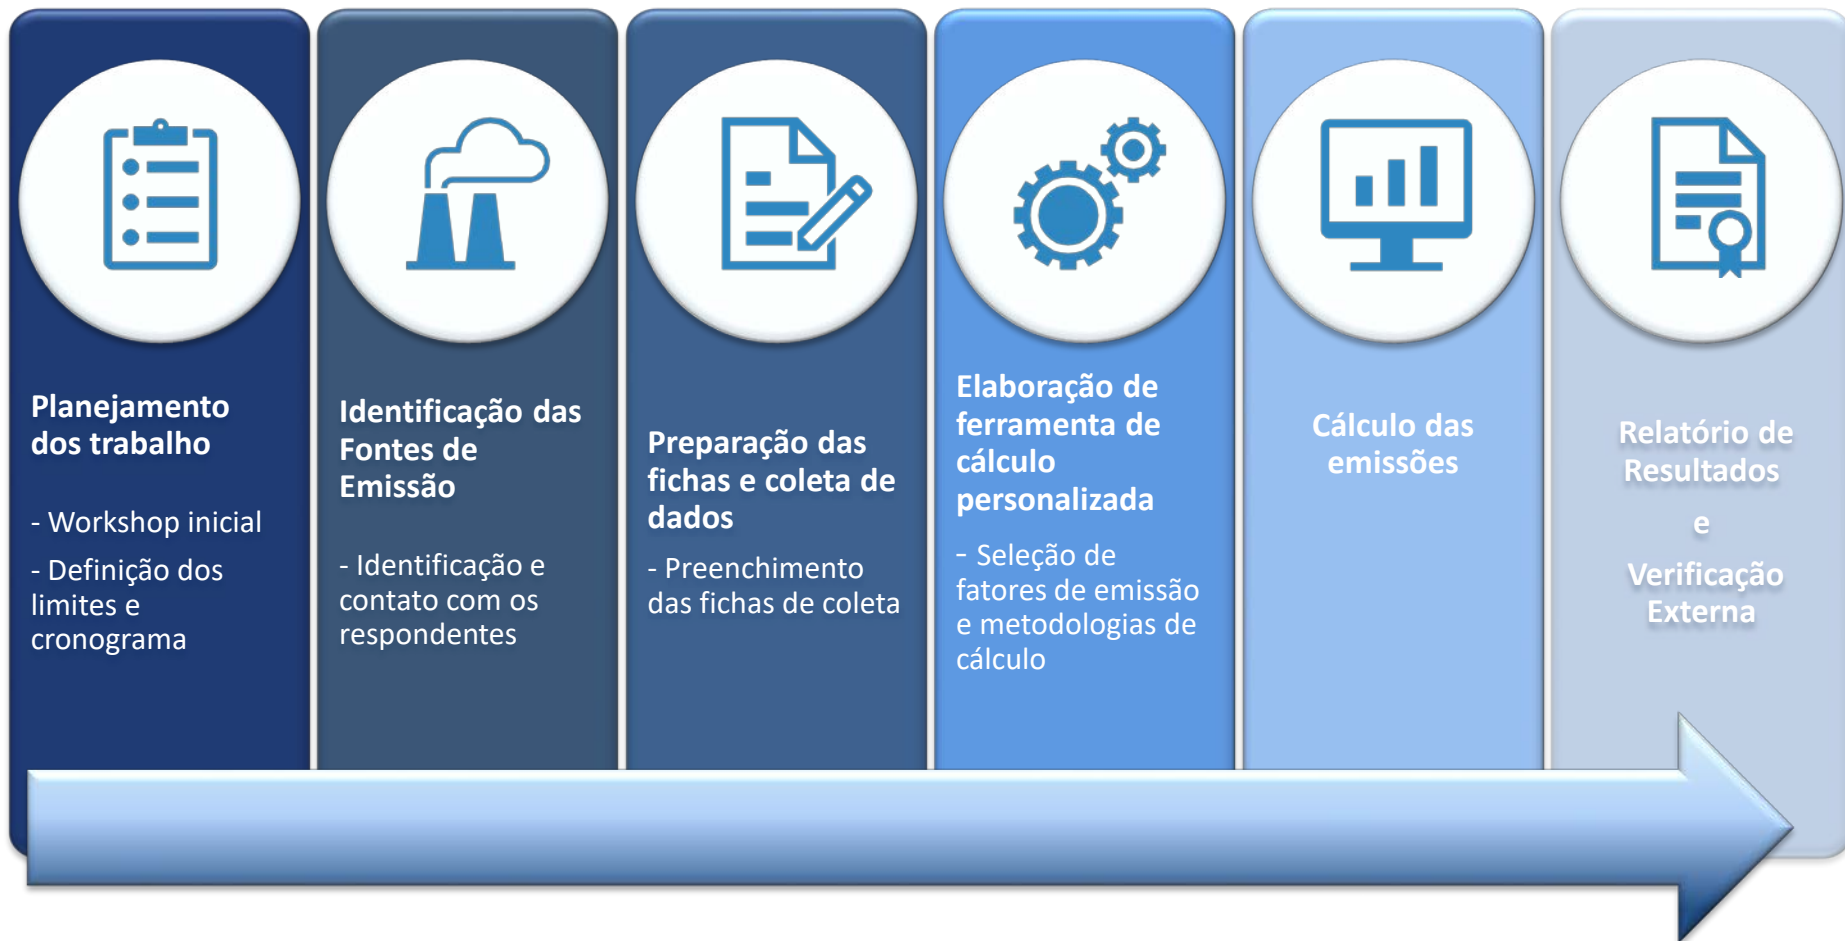 Planejamento
dos trabalho
- Workshop inicial
- Definição dos
limites e
cronograma
Identificação das
Fontes de
Emissão
- Identificação e
contato com os
respondentes
Preparação das
fichas e coleta de
dados
- Preenchimento
das fichas de coleta
Elaboração de
ferramenta de
cálculo
personalizada
- Seleção de
fatores de emissão
e metodologias de
cálculo
Cálculo das
emissões
Relatório de
Resultados
e
Verificação
Externa